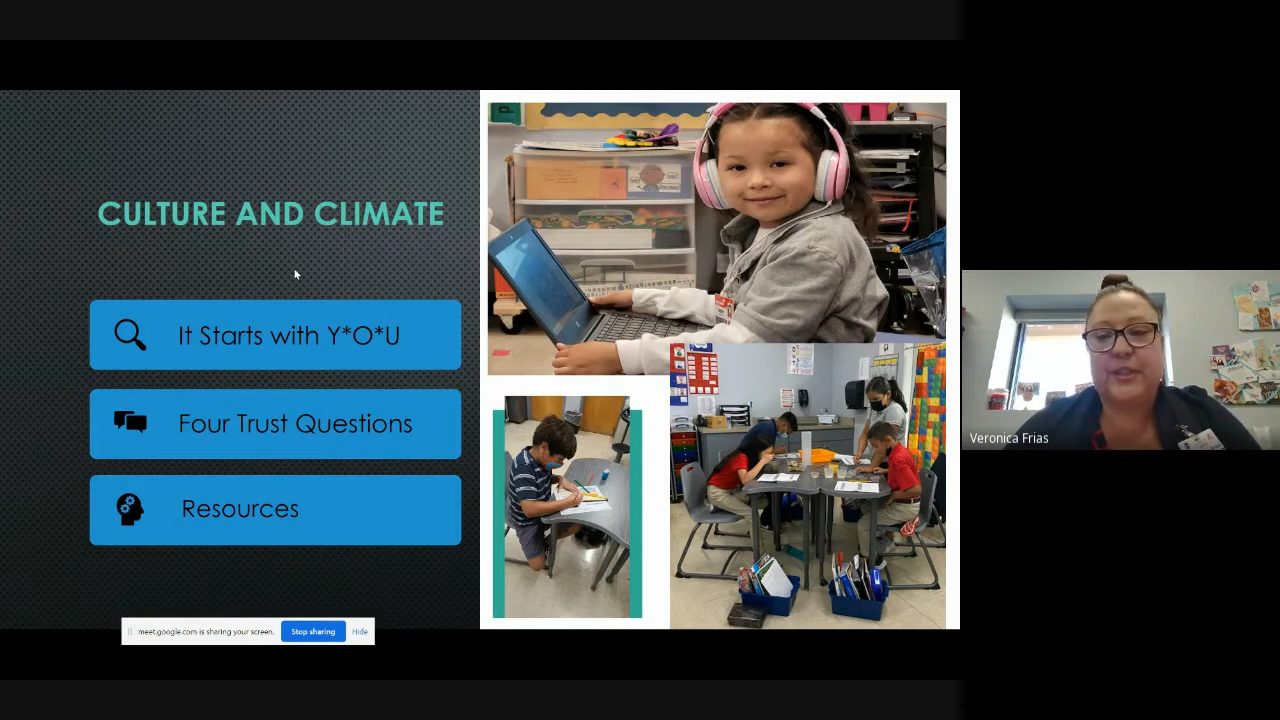 CULTURE AND CLIMATE
It Starts with Y*O*U
Four Trust Questions
Resources
meet.google.com is sharing your screen.
Stop sharing
Hide
Veronica Frias